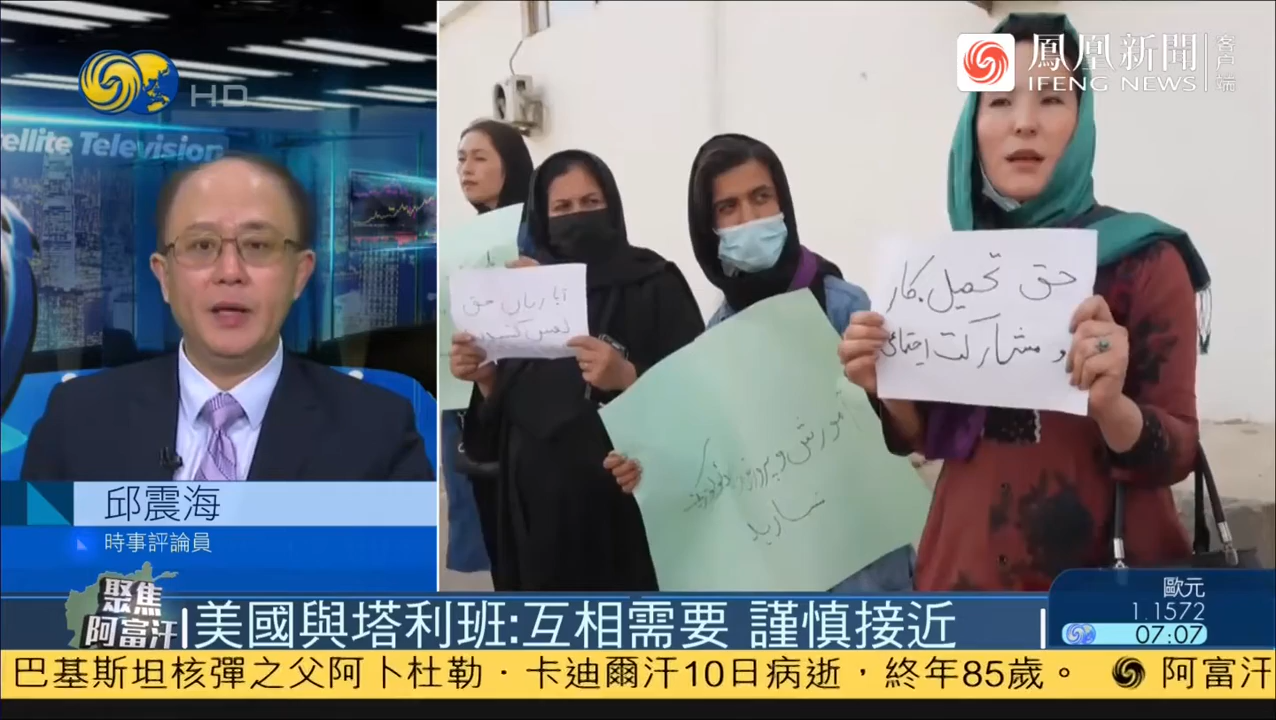 HD
鳳凰新聞
客戶端
IFENG NEWS
Satellite Television
حق تحصیل، کار
و مشارکت اجتماعی
邱震海
時事評論員
聚焦
阿富汗
美國與塔利班:互相需要 謹慎接近
歐元
1.1572
07:07
巴基斯坦核彈之父阿卜杜勒·卡迪爾汗10日病逝，終年85歲。 阿富汗